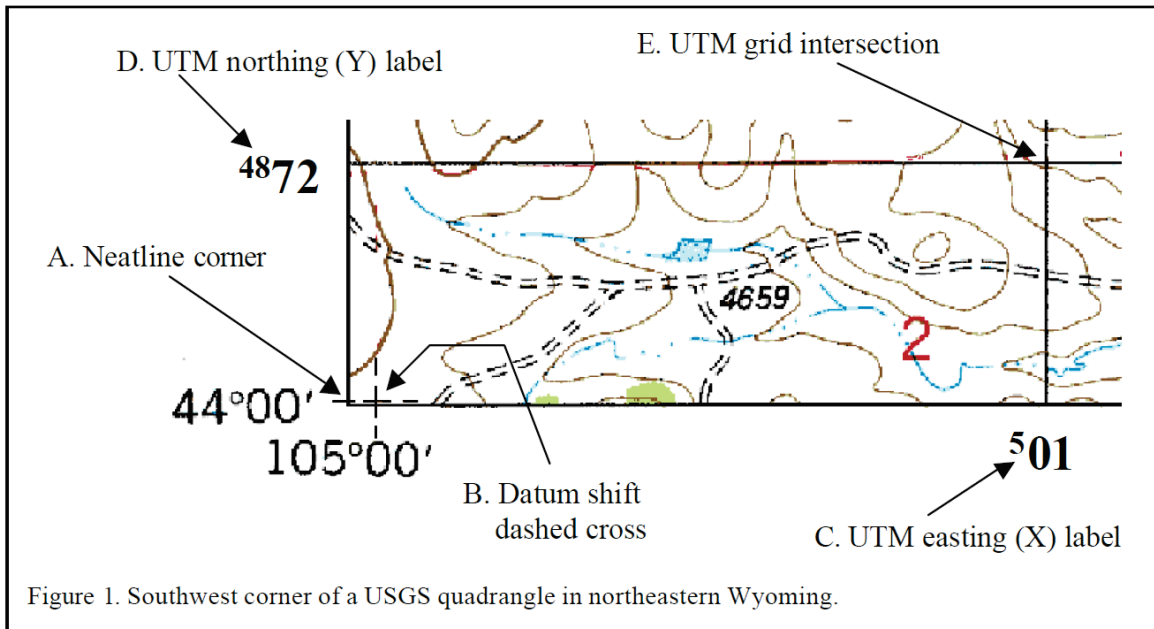 D. UTM northing (Y) label
E. UTM grid intersection
4872
A. Neatline corner
4659
2
44°00'
105°00'
501
B. Datum shift
dashed cross
C. UTM easting (X) label
Figure 1. Southwest corner of a USGS quadrangle in northeastern Wyoming.